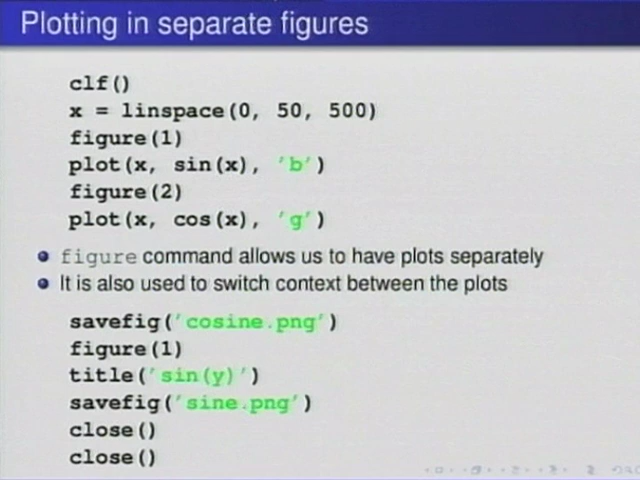 Plotting in separate figures
clf()
x = linspace(0, 50, 500)
figure(1)
plot(x, sin(x), 'b')
figure(2)
plot(x, cos(x), 'g')
figure command allows us to have plots separately
It is also used to switch context between the plots
savefig('cosine.png')
figure(1)
title('sin(y)')
savefig('sine.png')
close()
close()